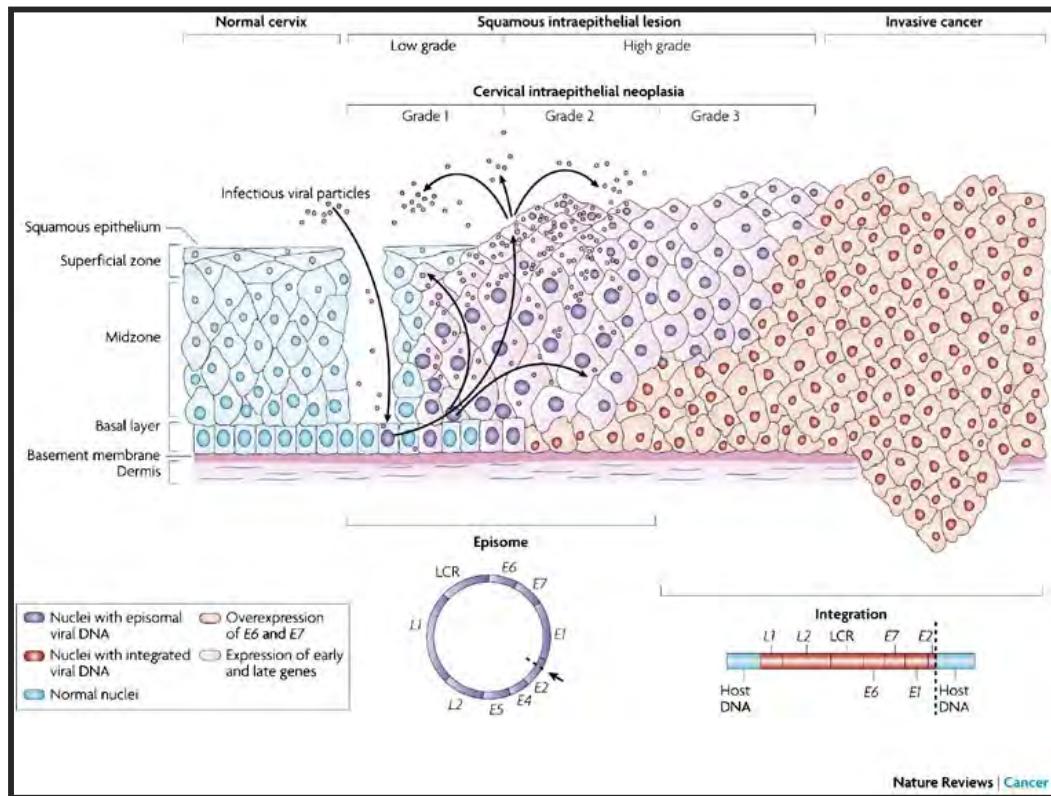 Normal cervix
Squamous intraepithelial lesion
Invasive cancer
Low grade
High grade
Cervical intraepithelial neoplasia
Grade 1
Grade 2
Grade 3
Infectious viral particles
Squamous epithelium
Superficial zone
Midzone
Basal layer
Basement membrane
Dermis
Episome
LCR
E6
E7
E1
E2
E4
E5
L2
L1
Nuclei with episomal
viral DNA
Nuclei with integrated
viral DNA
Normal nuclei
Overexpression
of E6 and E7
Expression of early
and late genes
Integration
L1
L2
LCR
E7
E2
Host
DNA
E6
E1
Host
DNA
Nature Reviews | Cancer